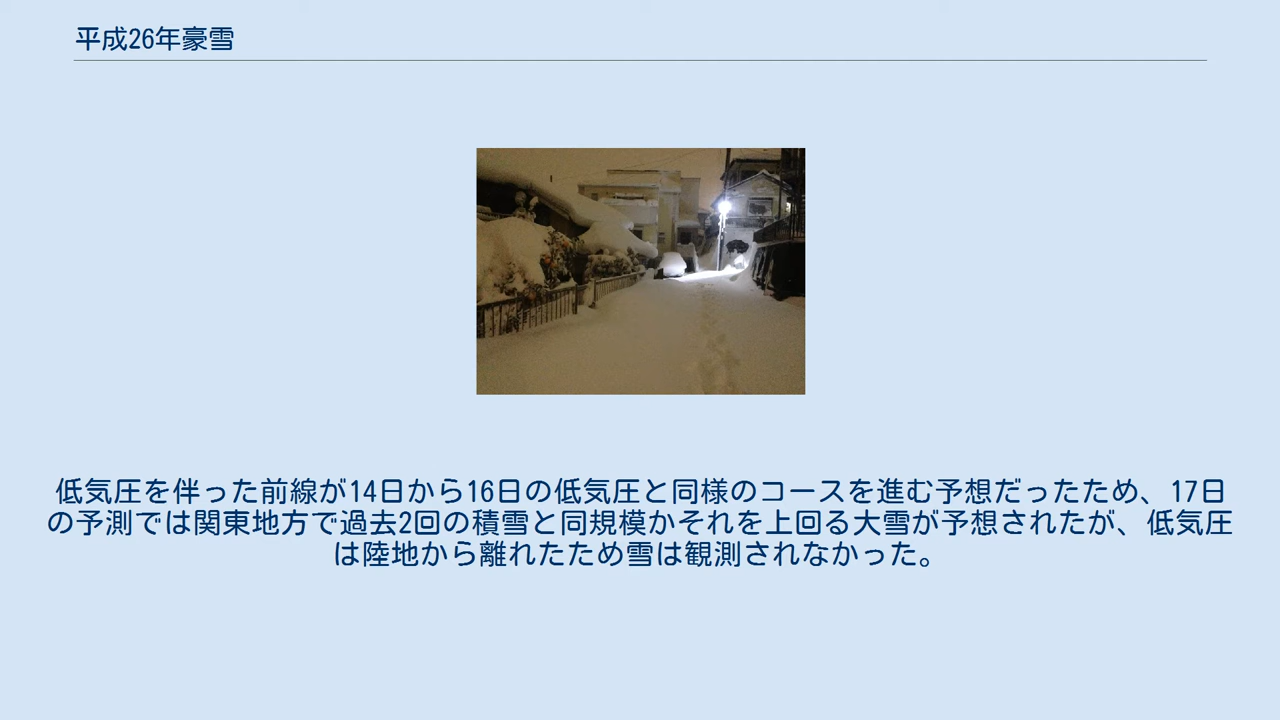 平成26年豪雪
低気圧を伴った前線が14日から16日の低気圧と同様のコースを進む予想だったため、17日
の予測では関東地方で過去2回の積雪と同規模かそれを上回る大雪が予想されたが、低気圧
は陸地から離れたため雪は観測されなかった。